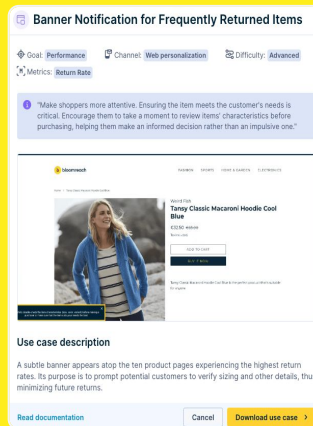 Banner Notification for Frequently Returned Items
Goal: Performance
Channel: Web personalization
Difficulty: Advanced
Metrics: Return Rate
"Make shoppers more attentive. Ensuring the item meets the customer's needs is
critical. Encourage them to take a moment to review items' characteristics before
purchasing, helping them make an informed decision rather than an impulsive one."
bloomreach
FASHION SPORTS HOME & GARDEN ELECTRONICS
Weird Fish
Tansy Classic Macaroni Hoodie Cool
Blue
ADD TO CART
BUY IT NOW
Use case description
A subtle banner appears atop the ten product pages experiencing the highest return
rates. Its purpose is to prompt potential customers to verify sizing and other details, thu
minimizing future returns.
Read documentation
Cancel
Download use case >